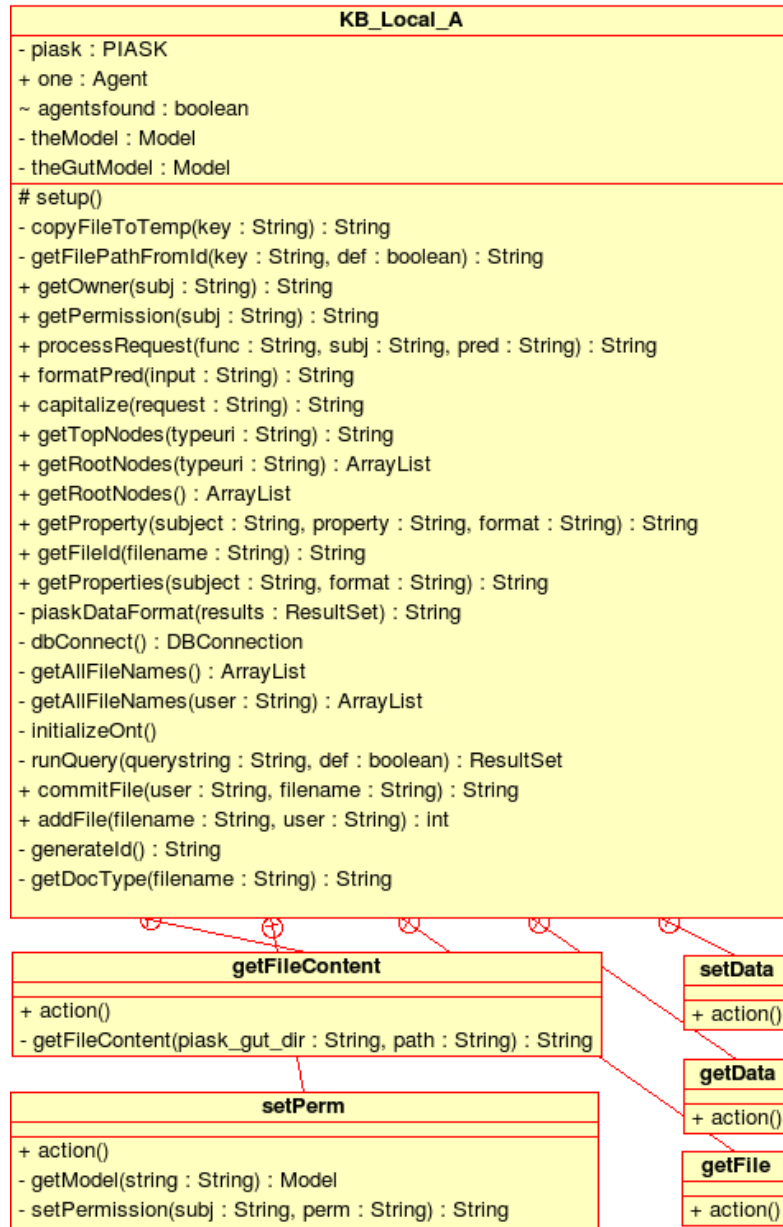 KB_Local_A
- piask : PIASK
+ one : Agent
~ agentsfound : boolean
- theModel : Model
- theGutModel : Model
# setup()
- copyFileToTemp(key : String) : String
- getFilePathFromId(key : String, def : boolean) : String
+ getOwner(subj : String) : String
+ getPermission(subj : String) : String
+ processRequest(func : String, subj : String, pred : String) : String
+ formatPred(input : String) : String
+ capitalize(request : String) : String
+ getTopNodes(typeuri : String) : String
+ getRootNodes(typeuri : String) : ArrayList
+ getRootNodes() : ArrayList
+ getProperty(subject : String, property : String, format : String) : String
+ getFileId(filename : String) : String
+ getProperties(subject : String, format : String) : String
- piaskDataFormat(results : ResultSet) : String
- dbConnect() : DBConnection
- getAllFileNames() : ArrayList
- getAllFileNames(user : String) : ArrayList
- initializeOnt()
- runQuery(querystring : String, def : boolean) : ResultSet
+ commitFile(user : String, filename : String) : String
+ addFile(filename : String, user : String) : int
- generateId() : String
- getDocType(filename : String) : String
getFileContent
+ action()
- getFileContent(piask_gut_dir : String, path : String) : String
setData
+ action()
getData
+ action()
setPerm
+ action()
- getModel(string : String) : Model
- setPermission(subj : String, perm : String) : String
getFile
+ action()